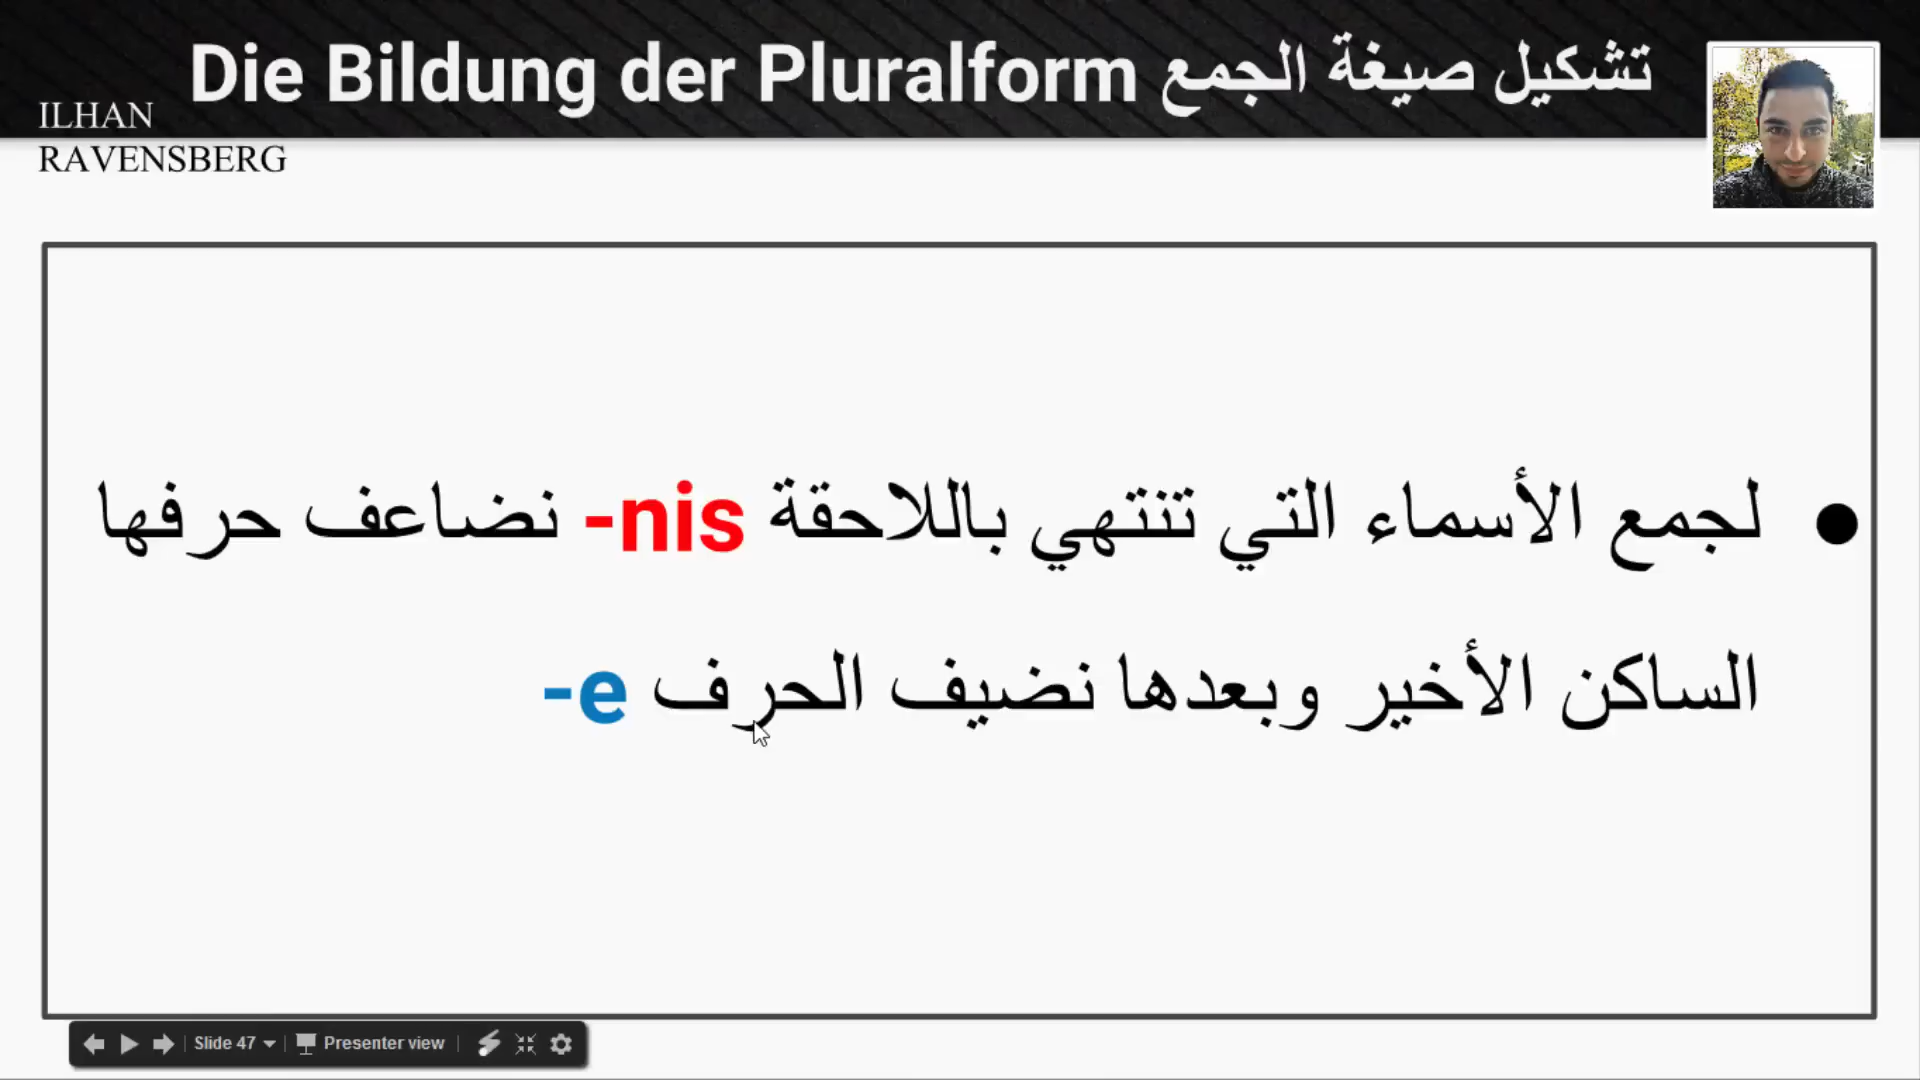 Die Bildung der Pluralform تشكيل صيغة الجمع
ILHAN
RAVENSBERG
● لجمع الأسماء التي تنتهي باللاحقة -nis نضاعف حرفها
الساكن الأخير وبعدها نضيف الحرف -e
Slide 47 Presenter view